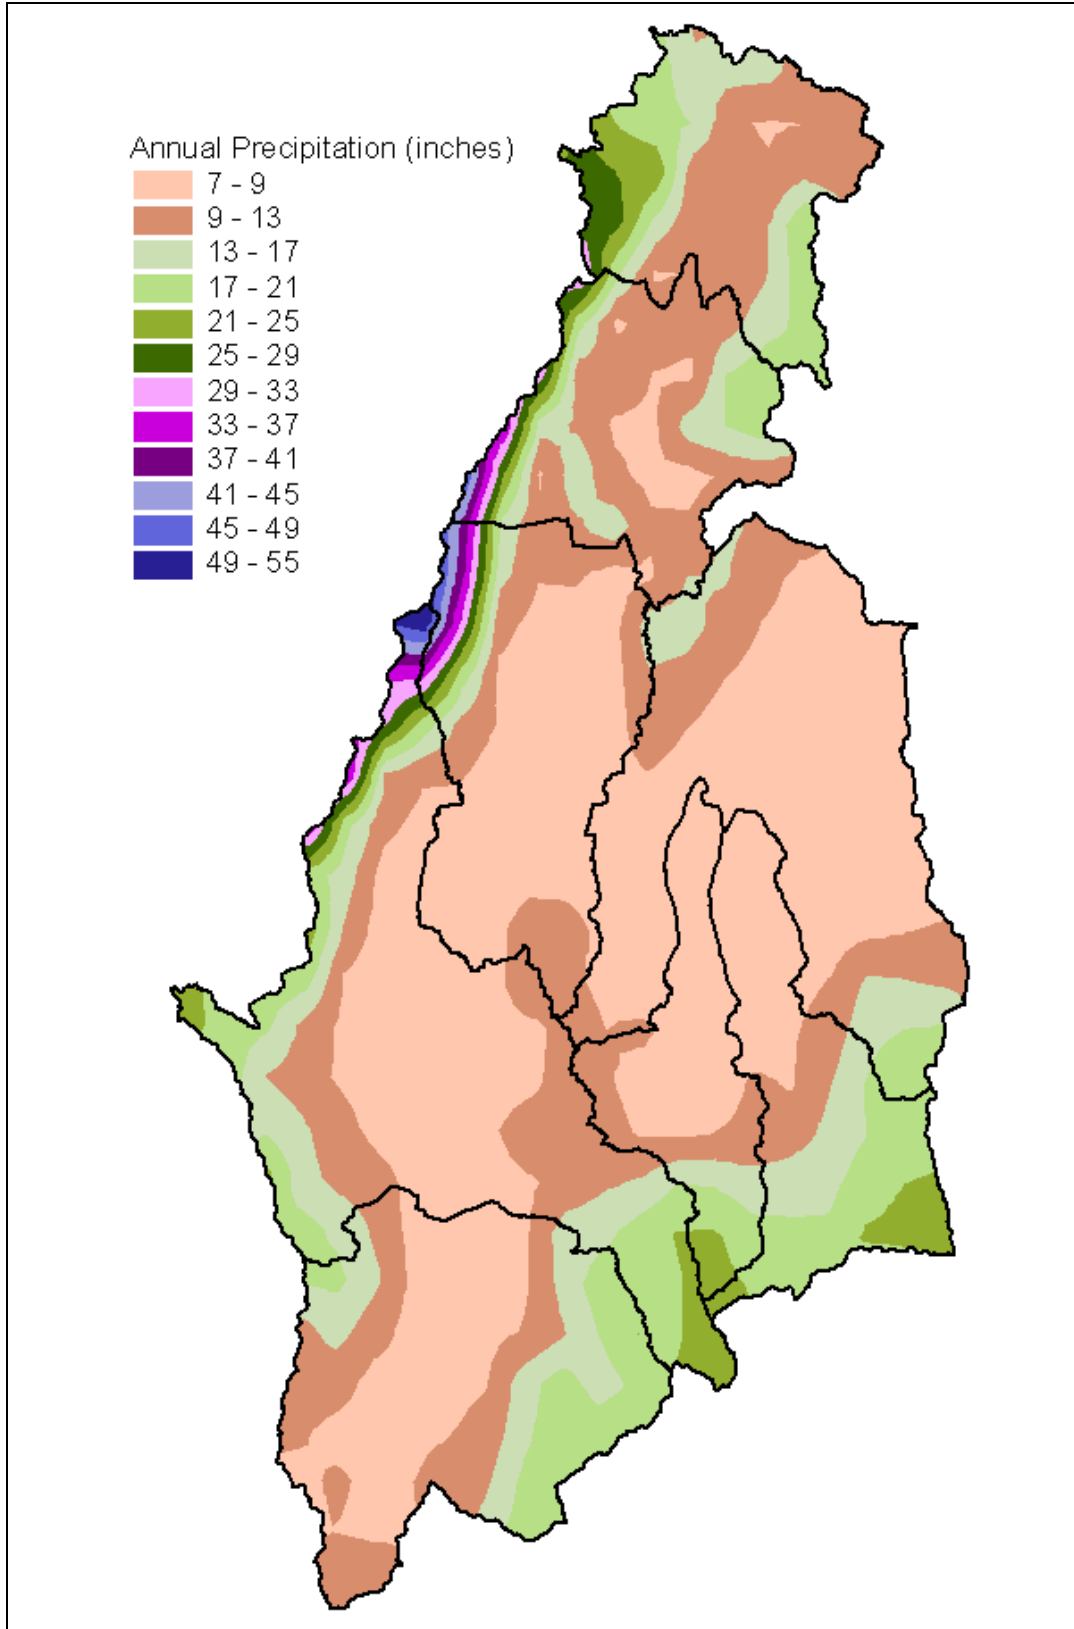 Annual Precipitation (inches)
7 - 9
9 - 13
13 - 17
17 - 21
21 - 25
25 - 29
29 - 33
33 - 37
37 - 41
41 - 45
45 - 49
49 - 55